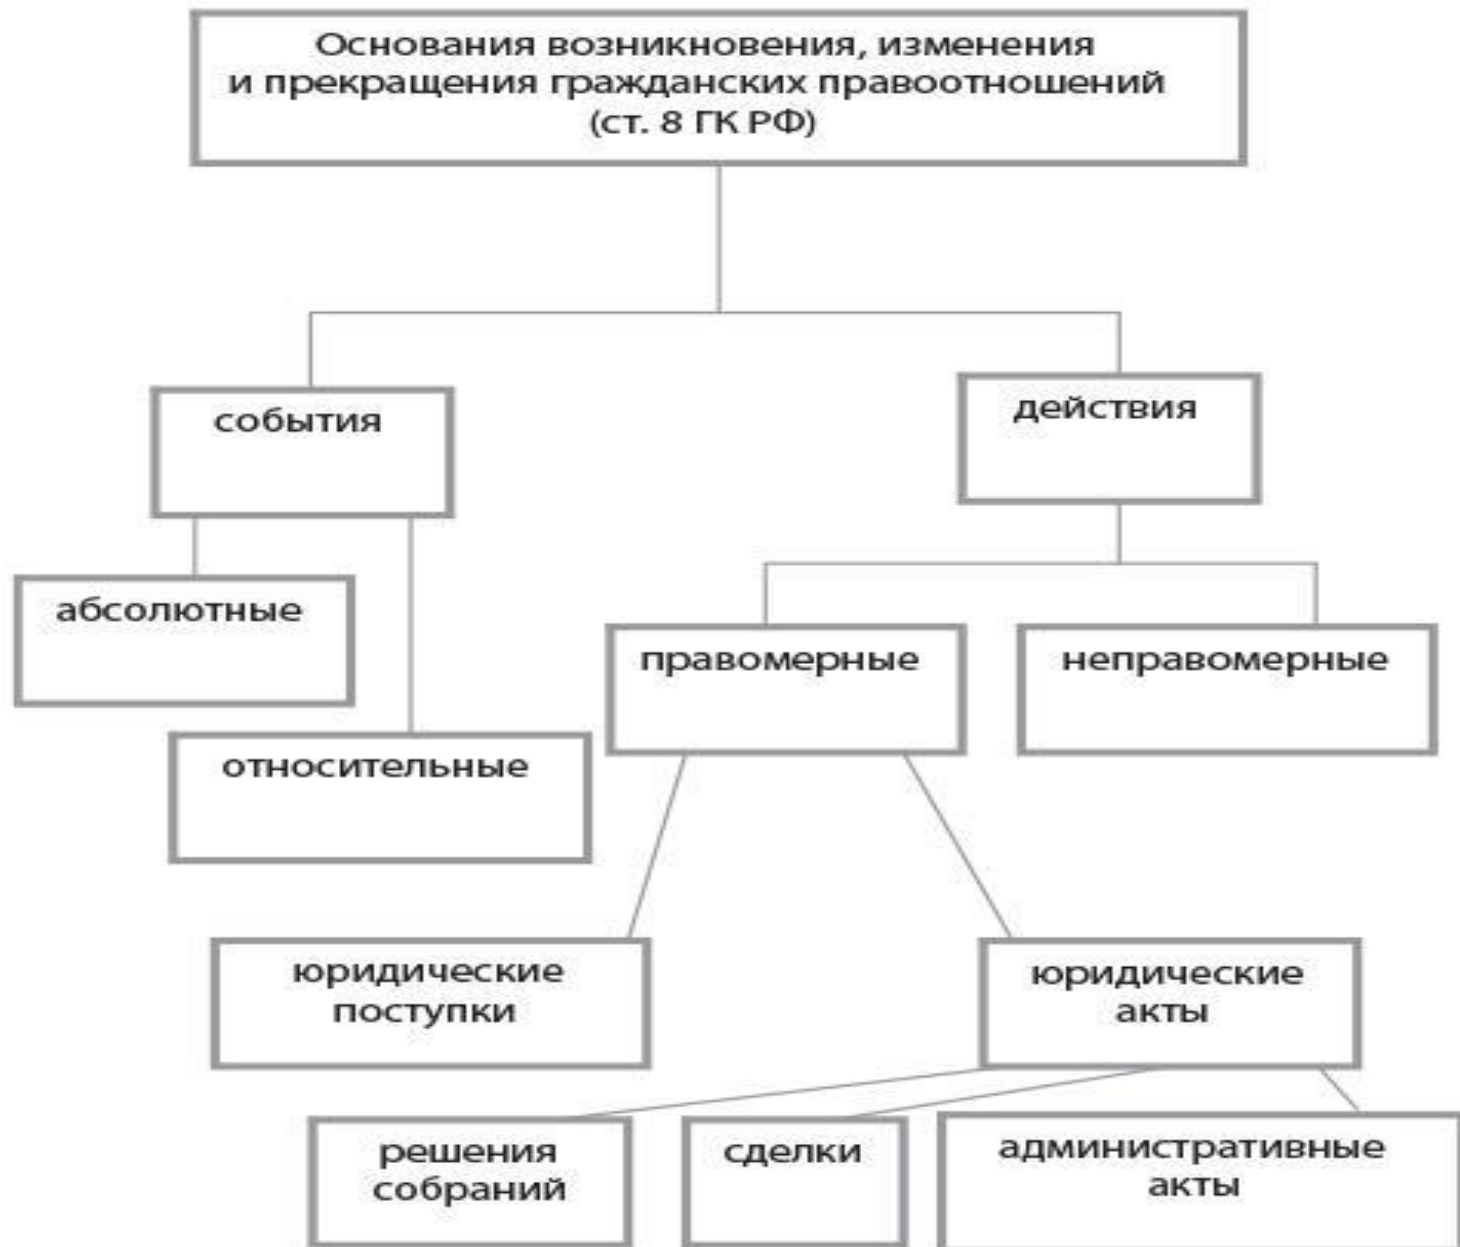 Основания возникновения, изменения
и прекращения гражданских правоотношений
(ст. 8 ГК РФ)
события
действия
абсолютные
относительные
правомерные
неправомерные
юридические
поступки
юридические
акты
решения
собраний
сделки
административные
акты